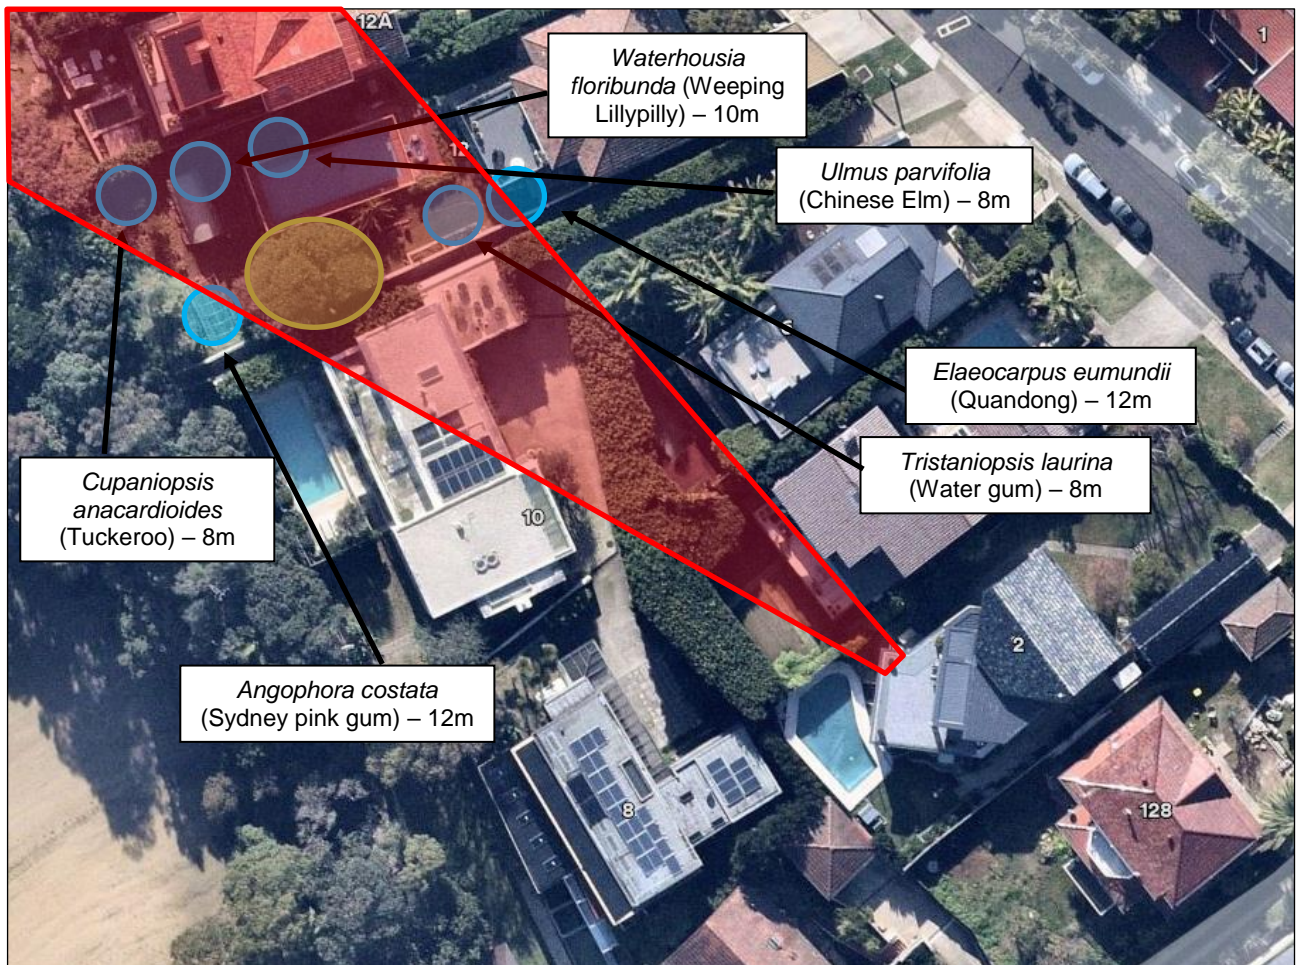 12A
1
Waterhousia
floribunda (Weeping
Lillypilly) – 10m
12
Ulmus parvifolia
(Chinese Elm) – 8m
6
Elaeocarpus eumundii
(Quandong) – 12m
Tristaniopsis laurina
(Water gum) – 8m
Cupaniopsis
anacardioides
(Tuckeroo) – 8m
10
Angophora costata
(Sydney pink gum) – 12m
2
8
128